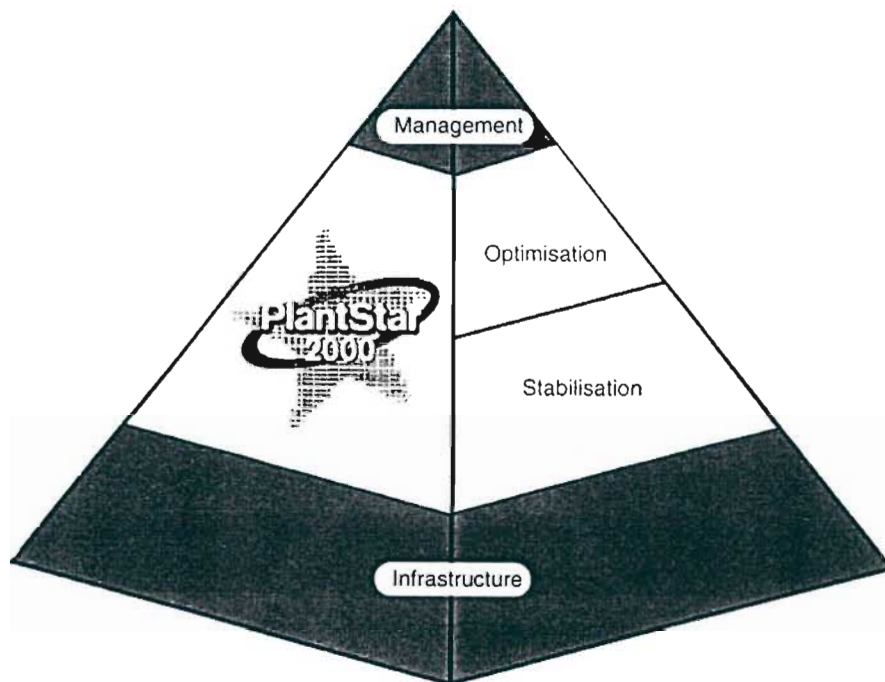 Management
Optimisation
PlantStar
2000
Stabilisation
Infrastructure